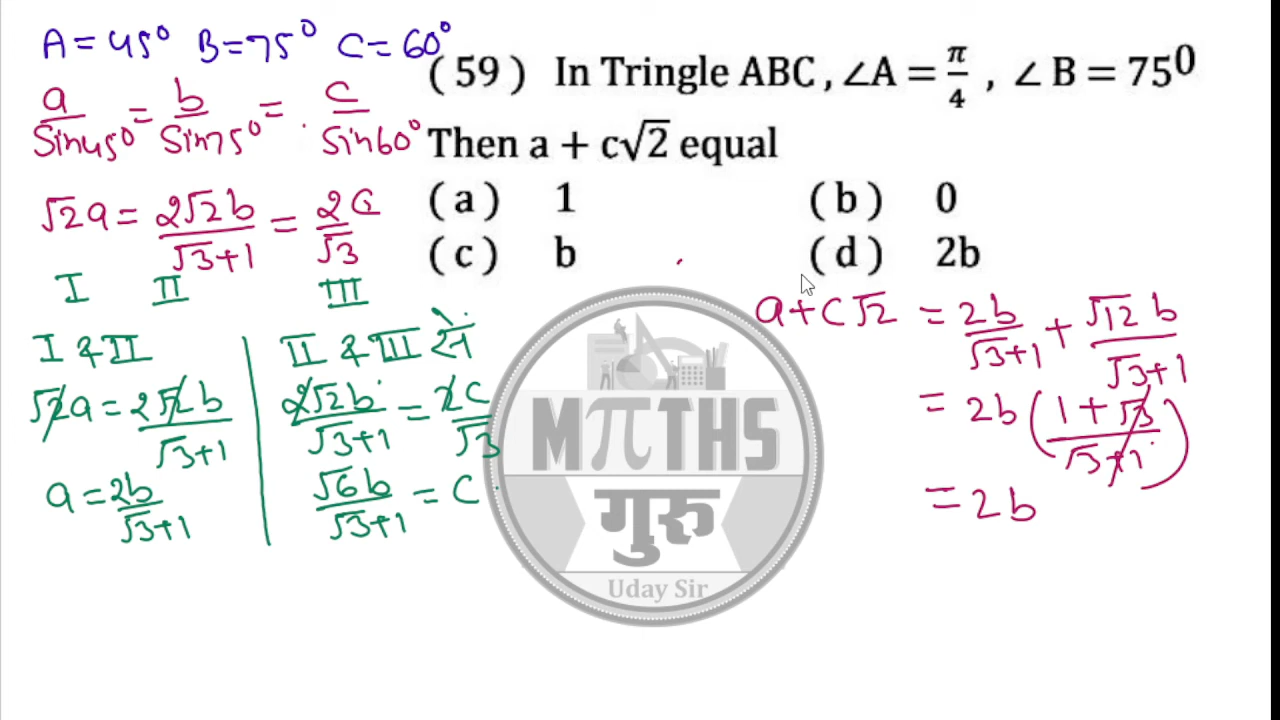 A = 45° B = 75° C = 60°
( 59 ) In Tringle ABC , ∠A = π/4 , ∠ B = 75⁰
Then a + c√2 equal
( a ) 1 ( b ) 0
( c ) b ( d ) 2b
a/Sin45° = b/Sin75° = c/Sin60°
√2a = 2√2b/√3+1 = 2c/√3
I II III
I & II
√2a = 2√2b/√3+1
a = 2b/√3+1
II & III से
2√2b/√3+1 = 2c/√3
√6b/√3+1 = c
a+c√2 = 2b/√3+1 + √12b/√3+1
= 2b(1+√3/√3+1)
= 2b
MπTHS
गुरु
Uday Sir